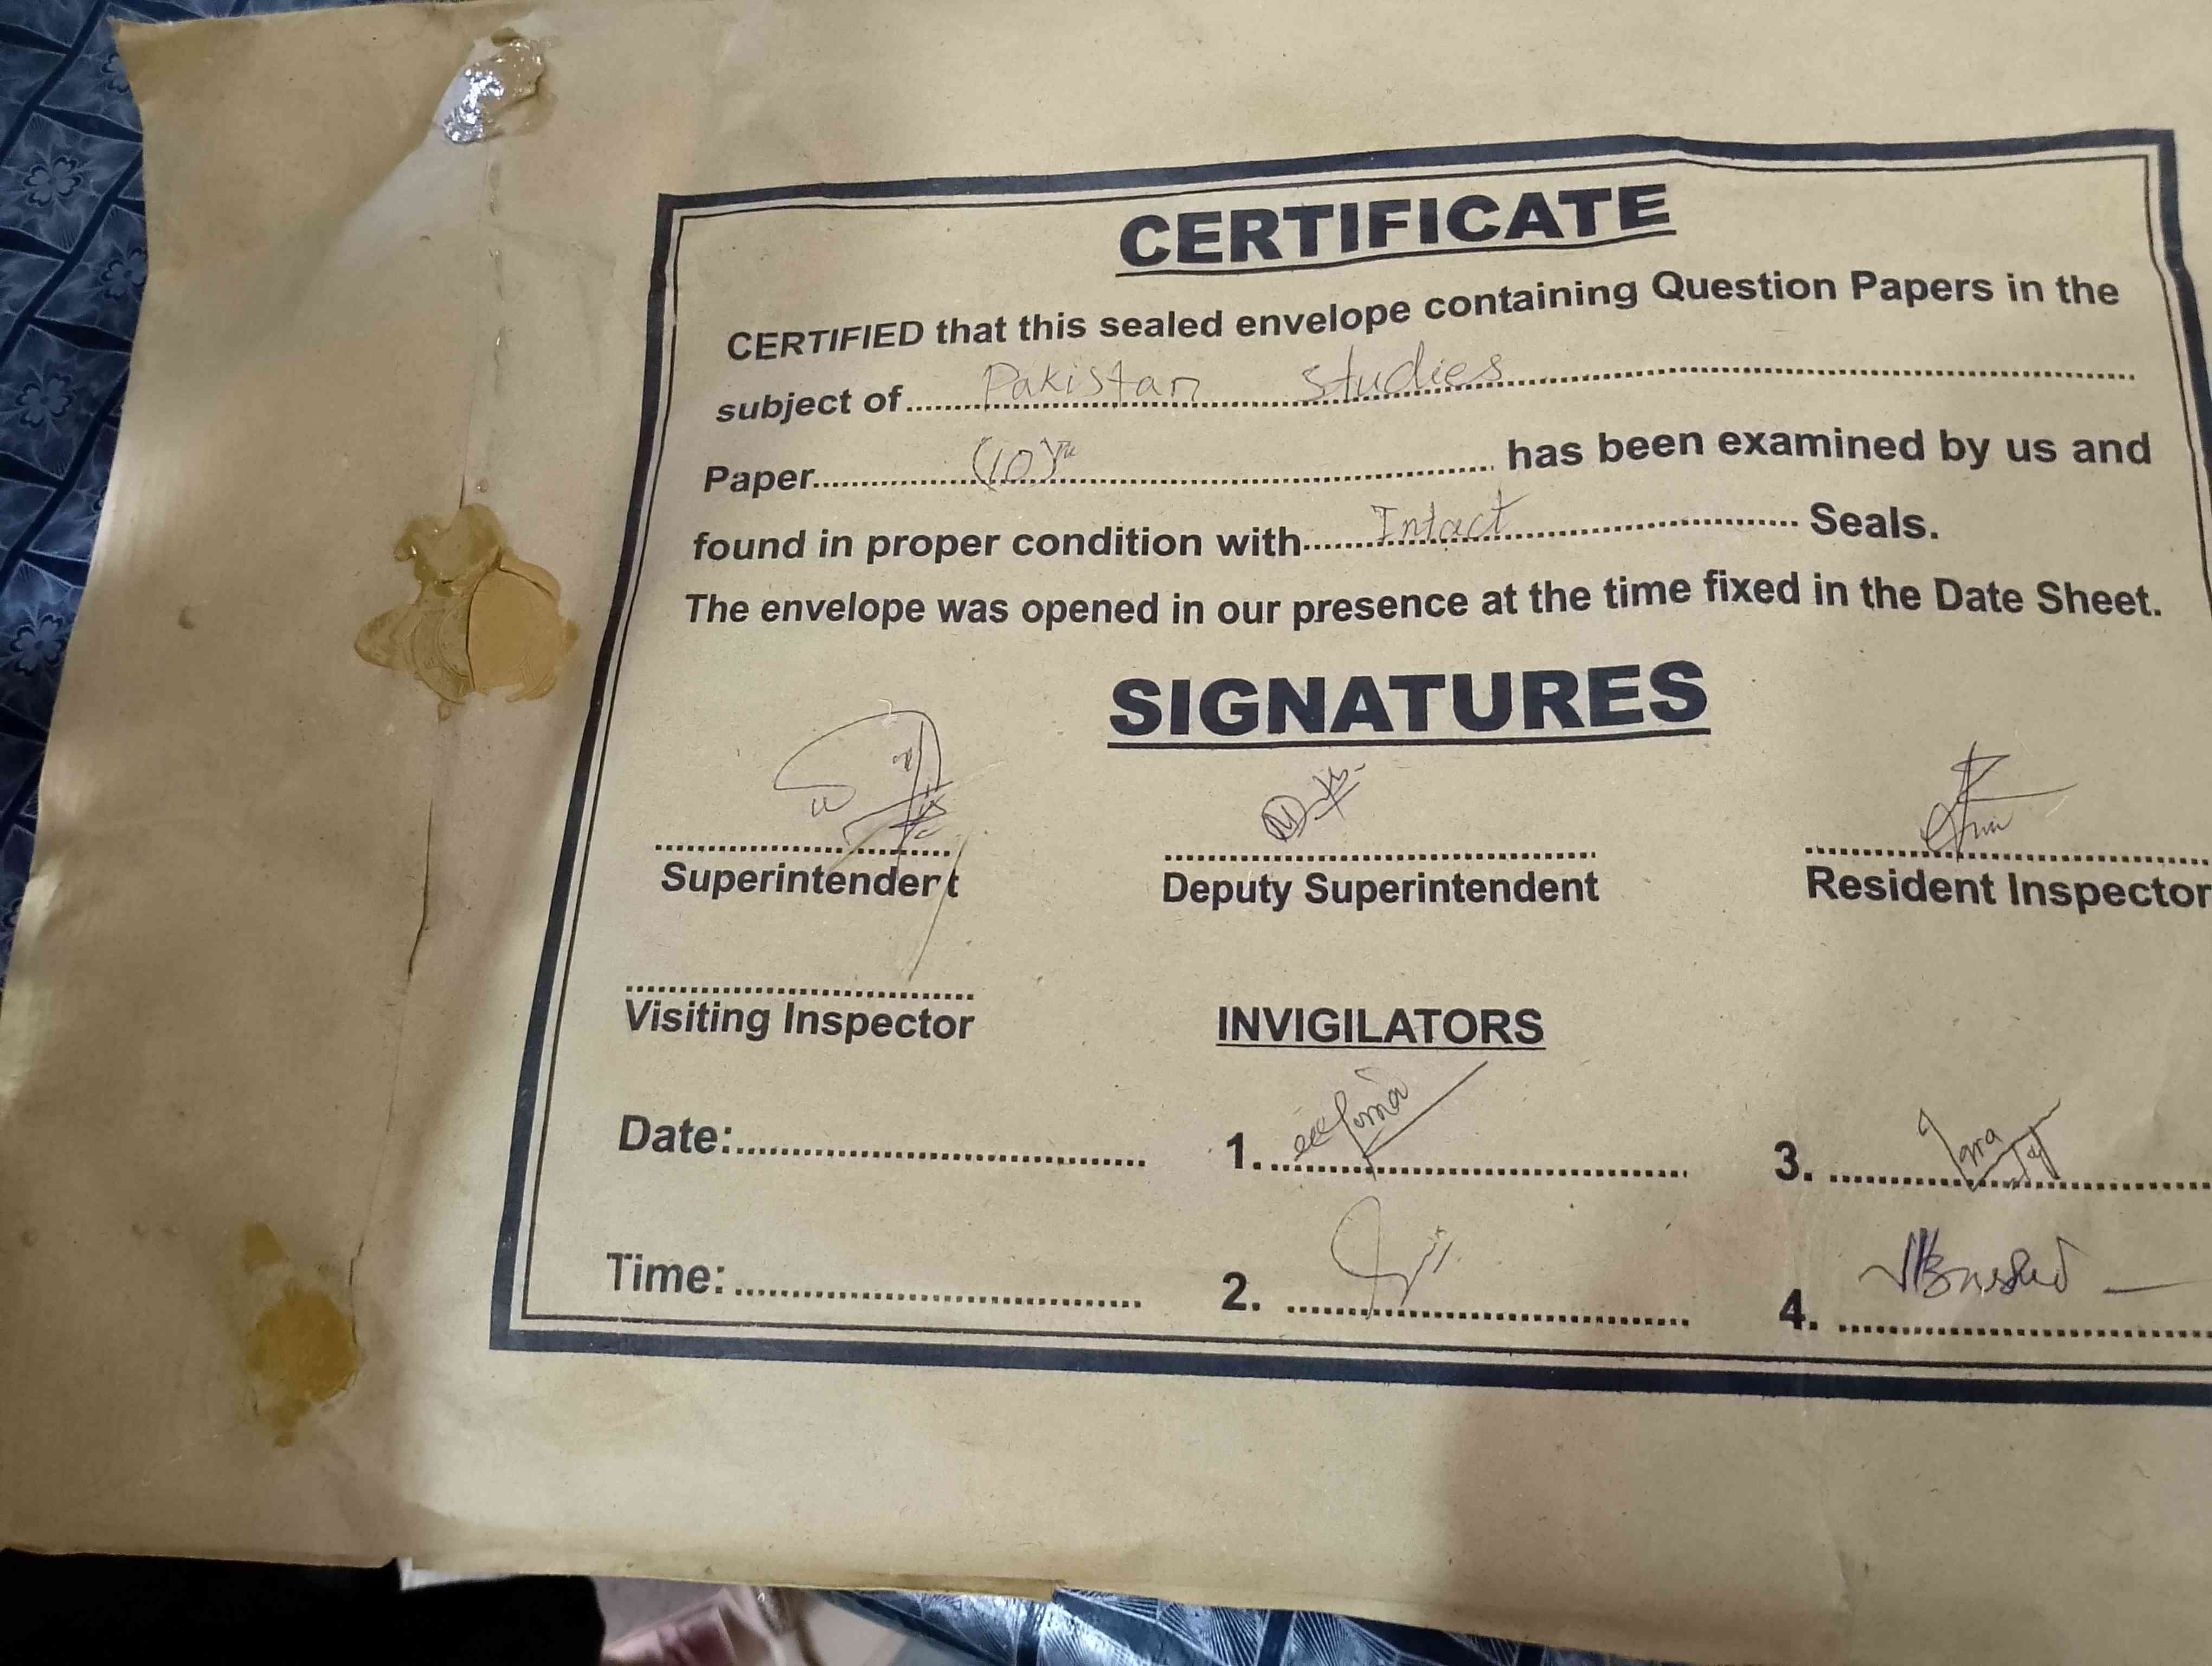 CERTIFICATE
CERTIFIED that this sealed envelope containing Question Papers in the
subject of Pakistan Studies
Paper (10)th has been examined by us and
found in proper condition with Intact Seals.
The envelope was opened in our presence at the time fixed in the Date Sheet.
SIGNATURES
Superintendent Deputy Superintendent Resident Inspector
Visiting Inspector INVIGILATORS
Date: 1. 3.
Time: 2. 4.